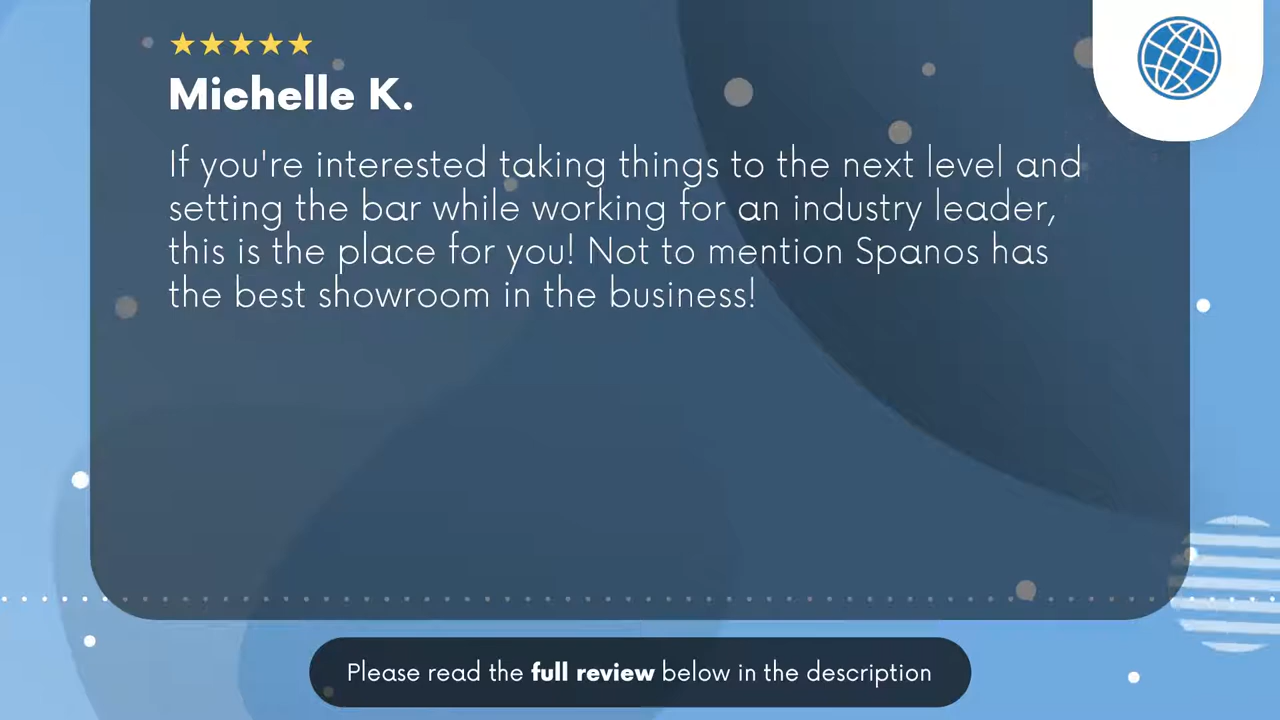 Michelle K.
If you're interested taking things to the next level and
setting the bar while working for an industry leader,
this is the place for you! Not to mention Spanos has
the best showroom in the business!
Please read the full review below in the description